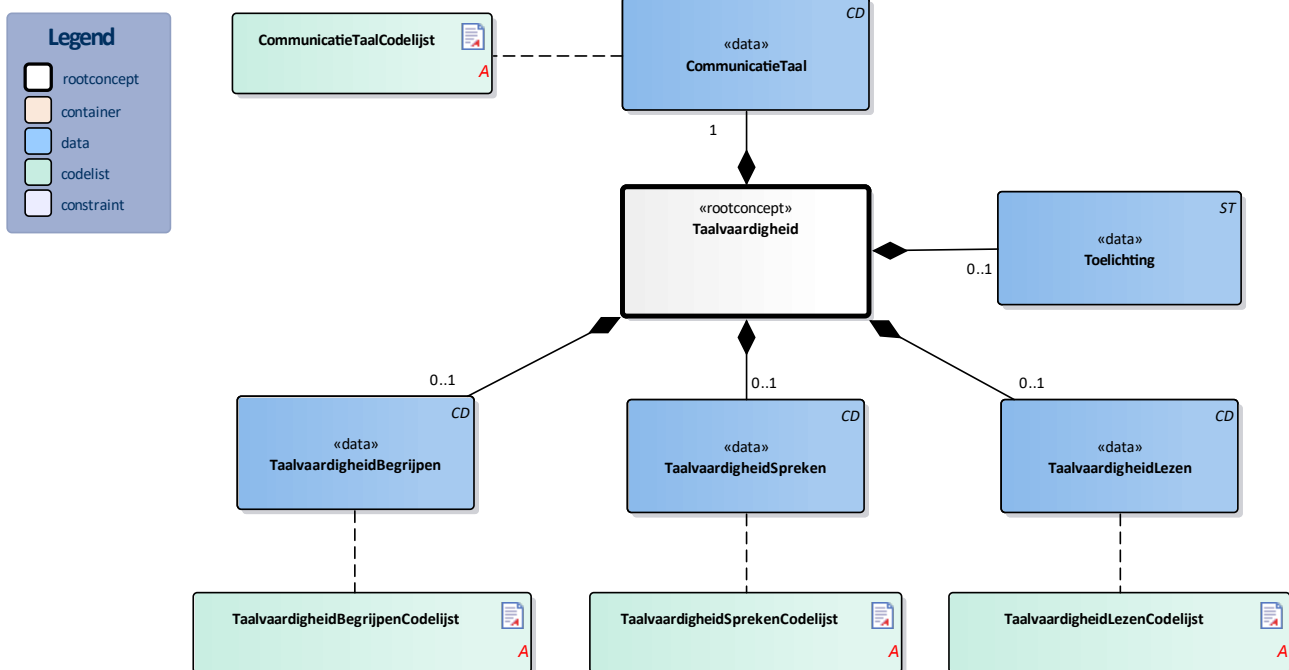 Legend
rootconcept
container
data
codelist
constraint
CommunicatieTaalCodelijst
A
CD
«data»
CommunicatieTaal
1
«rootconcept»
Taalvaardigheid
ST
«data»
Toelichting
0..1
0..1
0..1
0..1
CD
«data»
TaalvaardigheidBegrijpen
CD
«data»
TaalvaardigheidSpreken
CD
«data»
TaalvaardigheidLezen
TaalvaardigheidBegrijpenCodelijst
A
TaalvaardigheidSprekenCodelijst
A
TaalvaardigheidLezenCodelijst
A